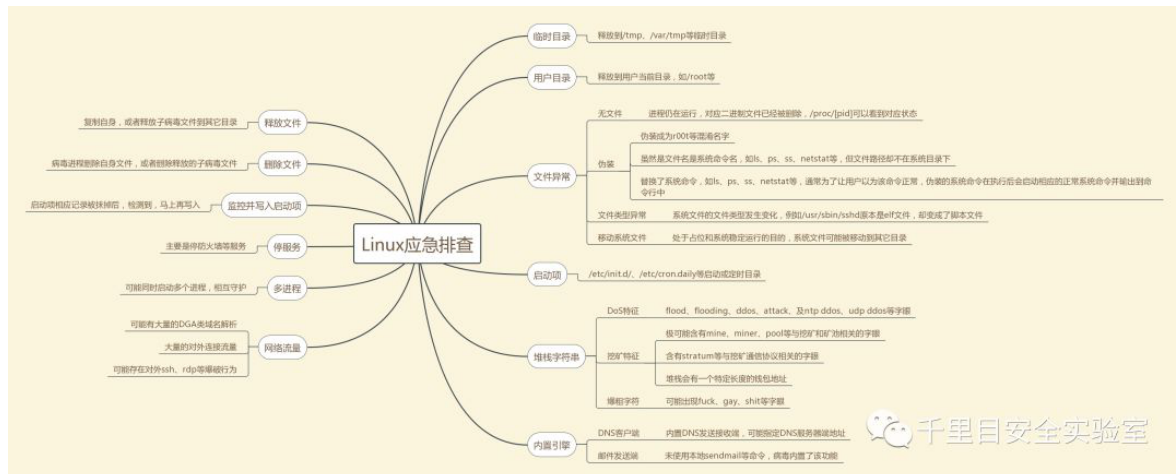 Linux应急排查
释放文件
复制自身，或者释放子病毒文件到其它目录
删除文件
病毒进程删除自身文件，或者删除释放的子病毒文件
监控并写入启动项
启动项相应记录被抹掉后，检测到，马上再写入
停服务
主要是停防火墙等服务
多进程
可能同时启动多个进程，相互守护
网络流量
可能有大量的DGA类域名解析
大量的对外连接流量
可能存在对外ssh、rdp等爆破行为
临时目录
释放到/tmp、/var/tmp等临时目录
用户目录
释放到用户当前目录，如/root等
文件异常
无文件
进程仍在运行，对应二进制文件已经被删除，/proc/[pid]可以看到对应状态
伪装
伪装成为r00t等混淆名字
虽然是文件名是系统命令名，如ls、ps、ss、netstat等，但文件路径却不在系统目录下
替换了系统命令，如ls、ps、ss、netstat等，通常为了让用户以为该命令正常，伪装的系统命令在执行后会启动相应的正常系统命令并输出到命
令行中
文件类型异常
系统文件的文件类型发生变化，例如/usr/sbin/sshd原本是elf文件，却变成了脚本文件
移动系统文件
处于占位和系统稳定运行的目的，系统文件可能被移动到其它目录
启动项
/etc/init.d/、/etc/cron.daily等启动或定时目录
堆栈字符串
DoS特征
flood、flooding、ddos、attack、及ntp ddos、udp ddos等字眼
挖矿特征
极可能含有mine、miner、pool等与挖矿和矿池相关的字眼
含有stratum等与挖矿通信协议相关的字眼
堆栈会有一个特定长度的钱包地址
爆粗字符
可能出现fuck、gay、shit等字眼
内置引擎
DNS客户端
内置DNS发送接收端，可能指定DNS服务器端地址
邮件发送端
未使用本地sendmail等命令，病毒内置了该功能
千里目安全实验室